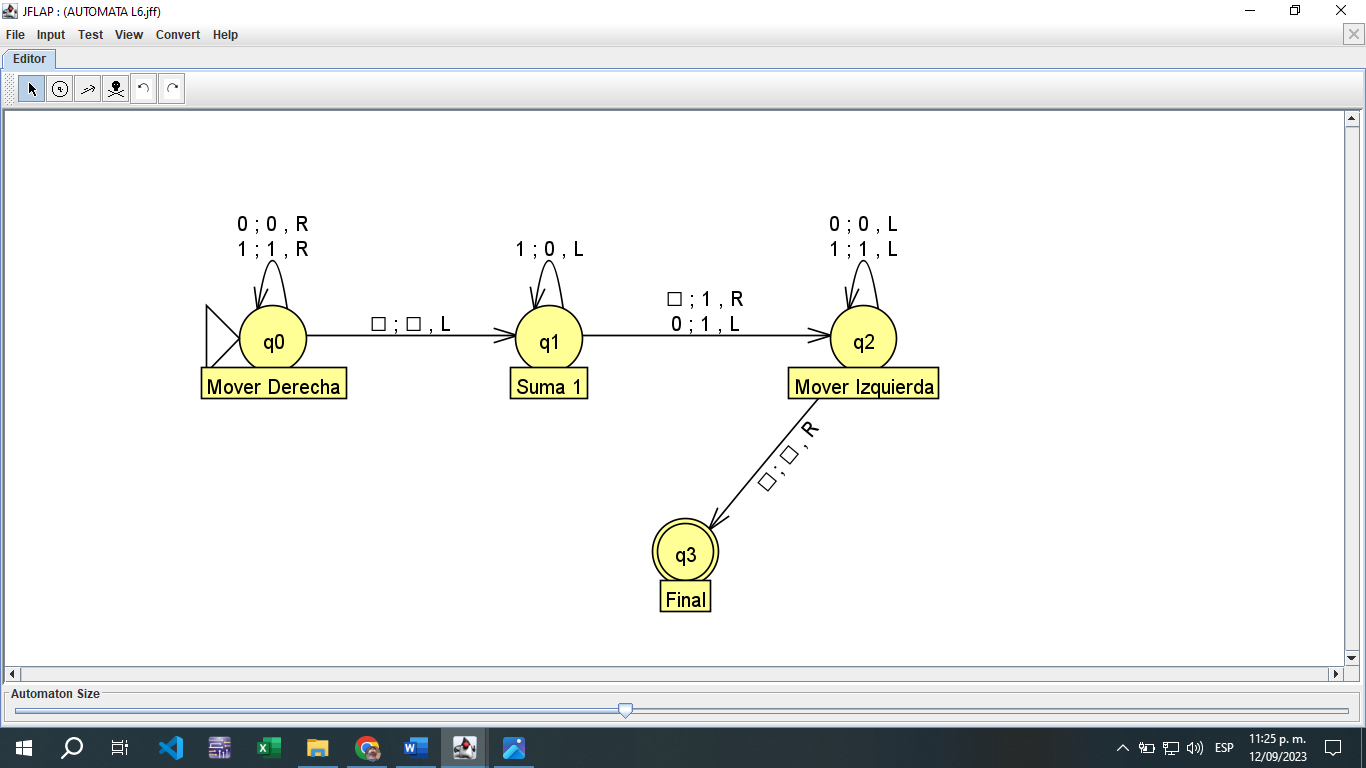 JFLAP : (AUTOMATA L6.jff)
File Input Test View Convert Help
Editor
0 ; 0 , R
1 ; 1 , R
1 ; 0 , L
0 ; 0 , L
1 ; 1 , L
□ ; □ , L
□ ; 1 , R
0 ; 1 , L
q0
q1
q2
Mover Derecha
Suma 1
Mover Izquierda
□ ; □ , R
q3
Final
Automaton Size
ESP
11:25 p. m.
12/09/2023